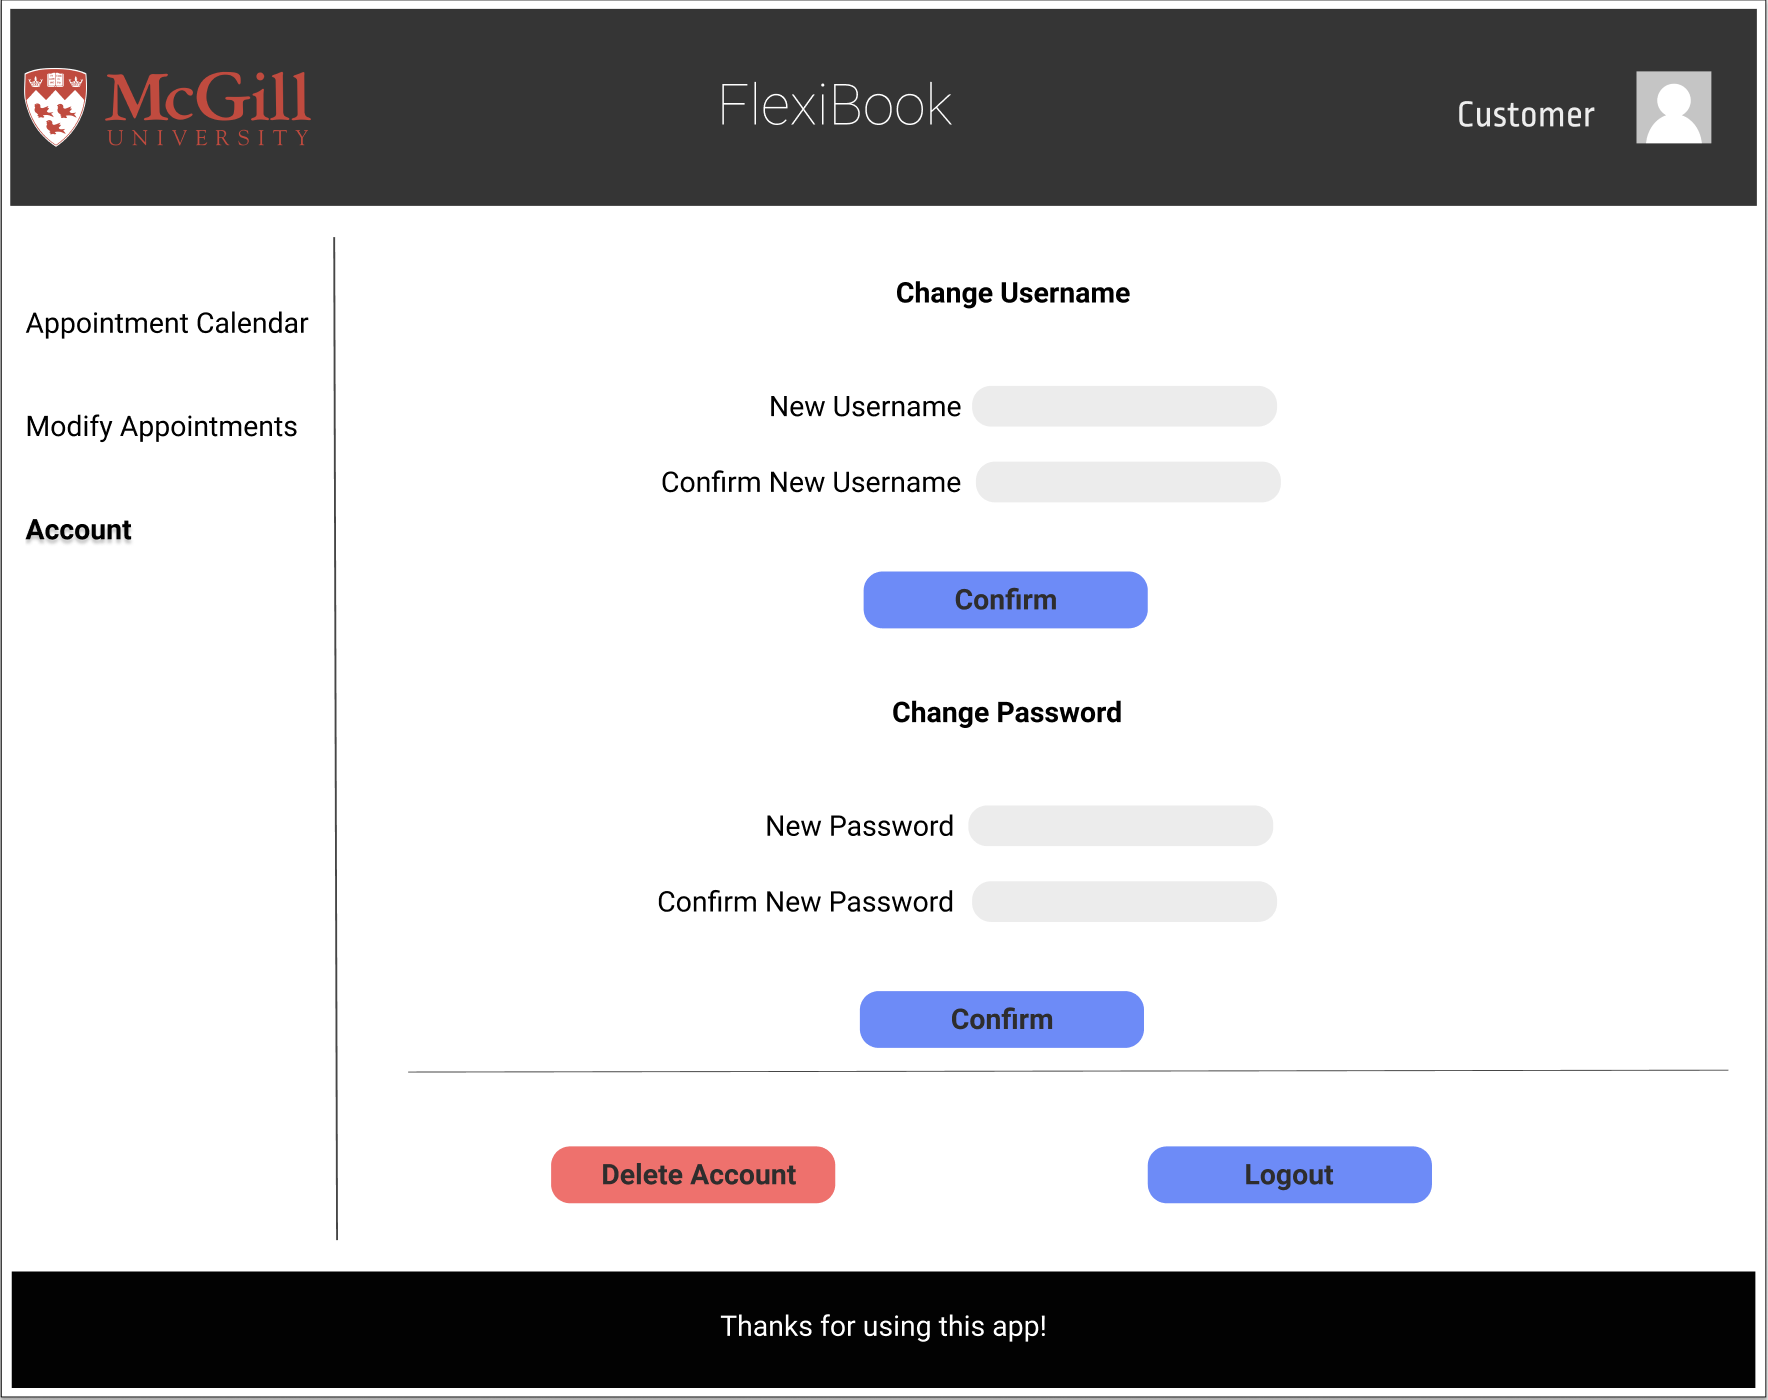 McGill
UNIVERSITY
FlexiBook
Customer
Appointment Calendar
Modify Appointments
Account
Change Username
New Username
Confirm New Username
Confirm
Change Password
New Password
Confirm New Password
Confirm
Delete Account
Logout
Thanks for using this app!